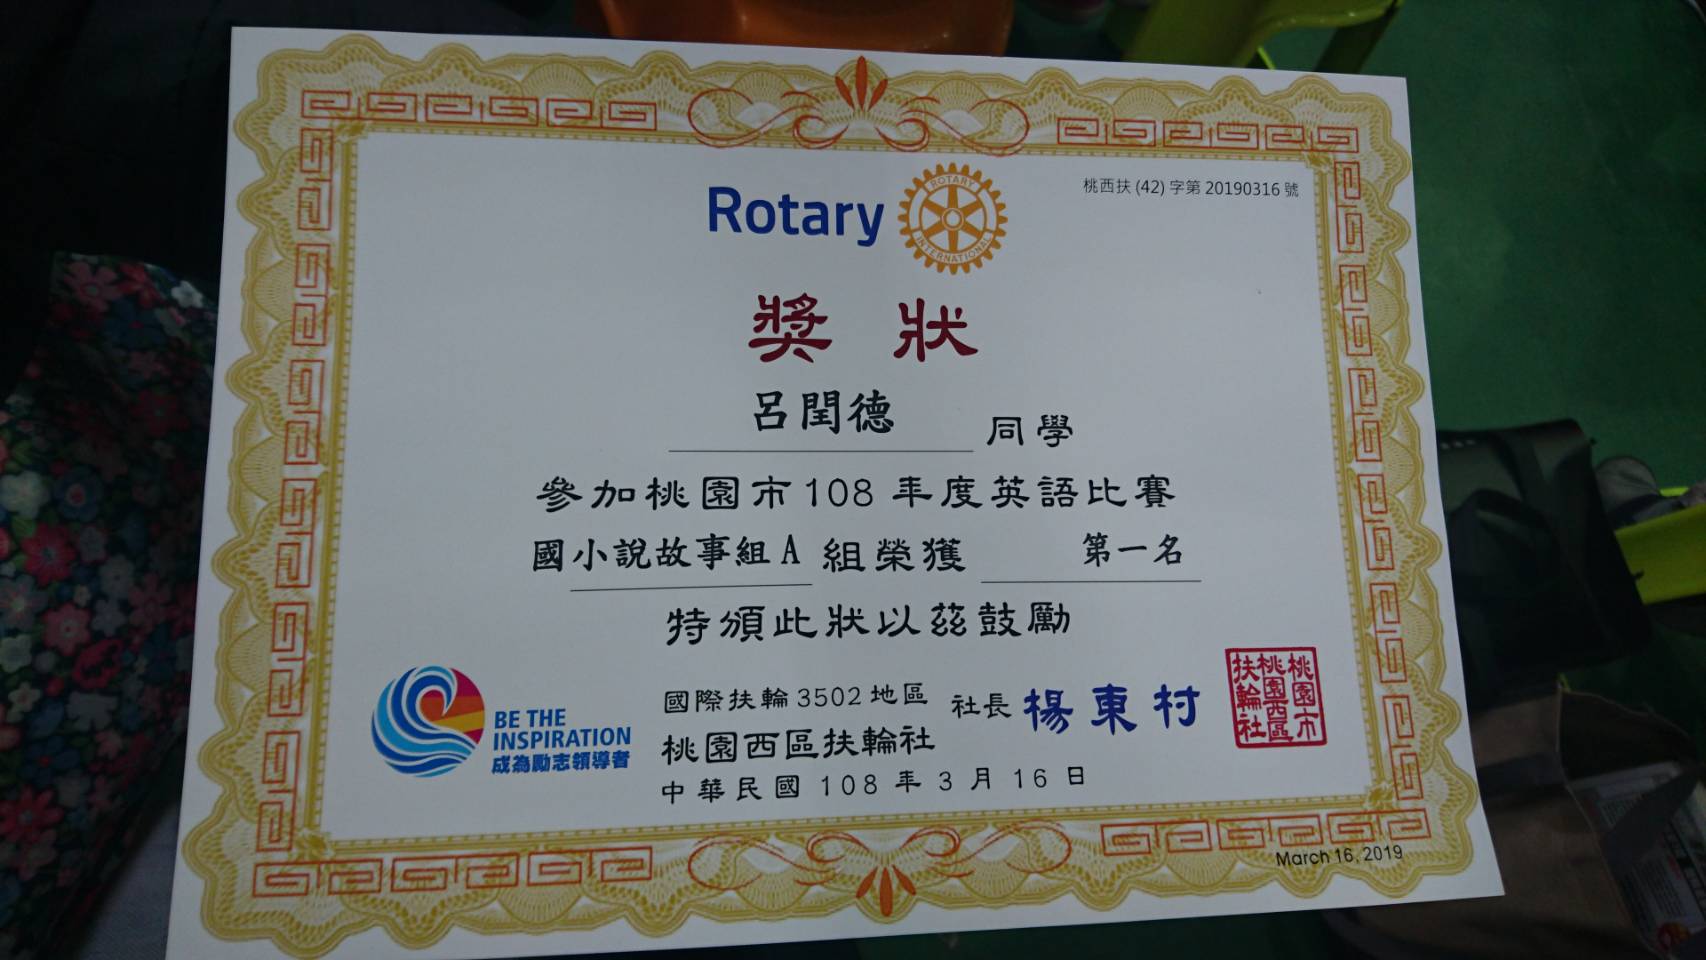 桃西扶 (42) 字第 20190316 號
Rotary
ROTARY
INTERNATIONAL
獎狀
呂閏德 同學
參加桃園市108年度英語比賽
國小說故事組A 組榮獲 第一名
特頒此狀以茲鼓勵
BE THE
INSPIRATION
成為勵志領導者
國際扶輪3502地區
桃園西區扶輪社
社長 楊東村
桃園市
桃園西區
扶輪社
中華民國 108 年 3 月 16 日
March 16, 2019